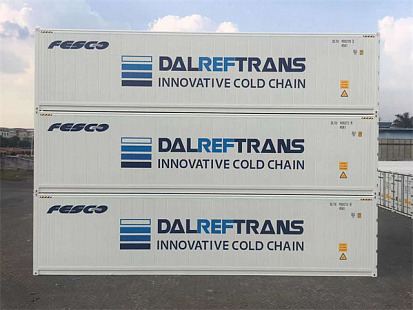 FESCO
DALREFTRANS
INNOVATIVE COLD CHAIN
FESCO
DALREFTRANS
INNOVATIVE COLD CHAIN
FESCO
DALREFTRANS
INNOVATIVE COLD CHAIN